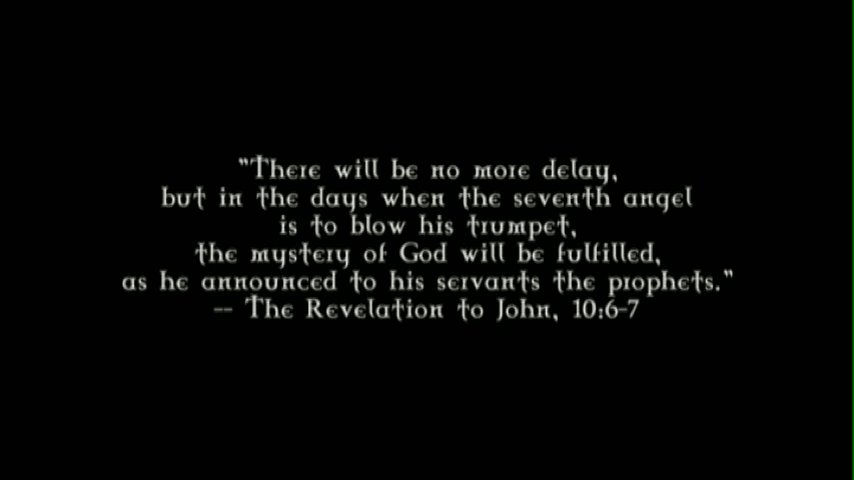 "There will be no more delay,
but in the days when the seventh angel
is to blow his trumpet,
the mystery of God will be fulfilled,
as he announced to his servants the prophets."
-- The Revelation to John, 10:6-7